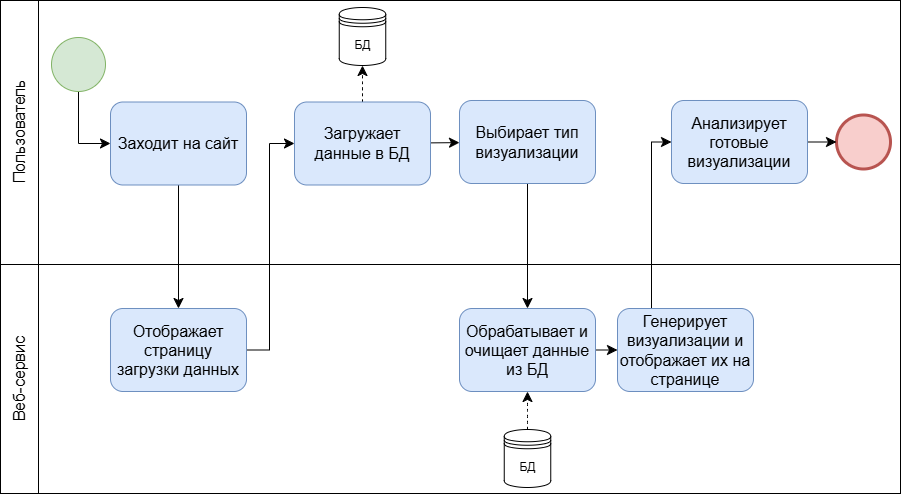 Пользователь
БД
Заходит на сайт
Загружает
данные в БД
Выбирает тип
визуализации
Анализирует
готовые
визуализации
Веб-сервис
Отображает
страницу
загрузки данных
Обрабатывает и
очищает данные
из БД
Генерирует
визуализации и
отображает их на
странице
БД